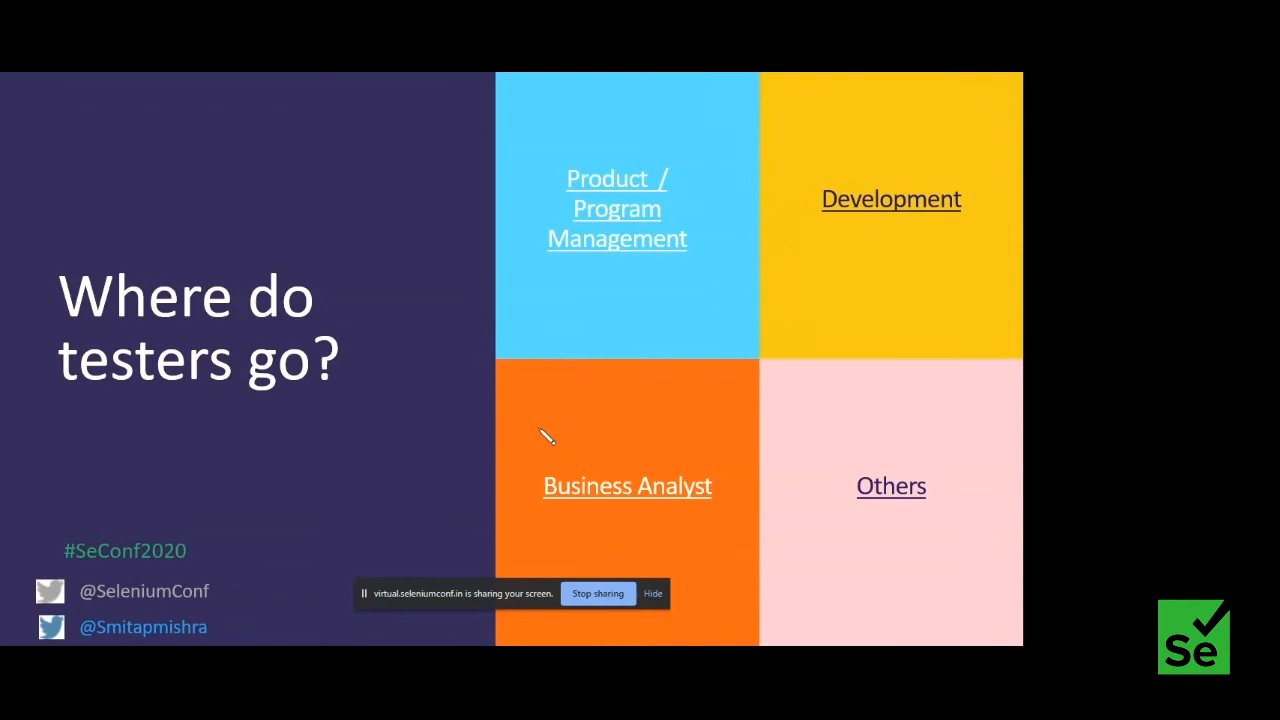 Where do
testers go?
#SeConf2020
@SeleniumConf
@Smitapmishra
Product /
Program
Management
Development
Business Analyst
Others
virtual.seleniumconf.in is sharing your screen.
Stop sharing
Hide
Se